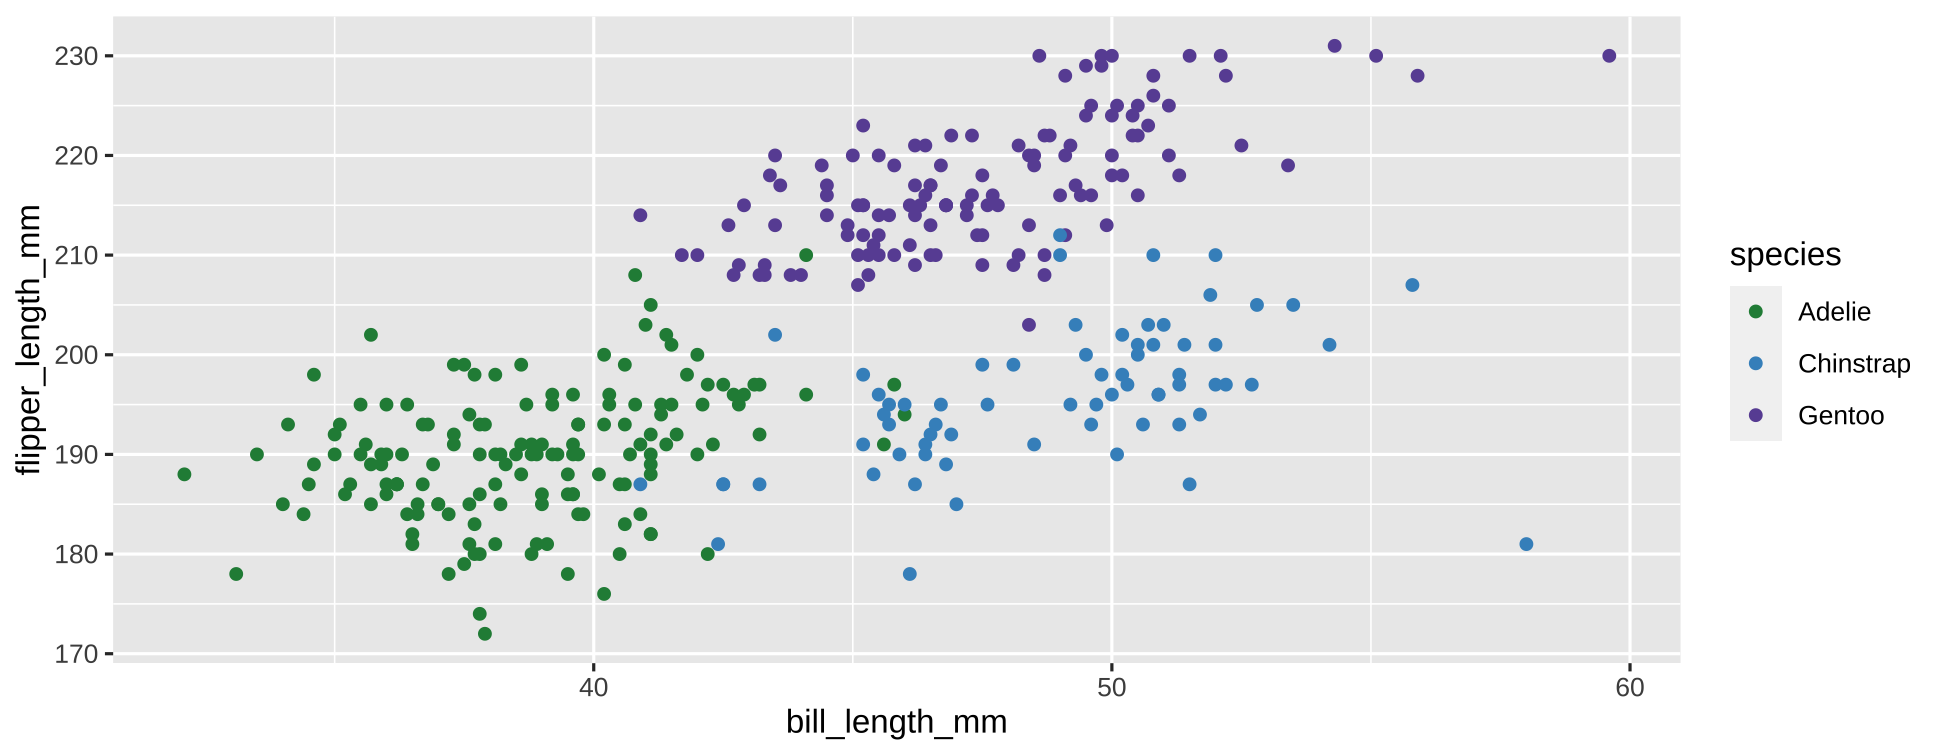 230
220
210
200
190
180
170
flipper_length_mm
40
50
60
bill_length_mm
species
Adelie
Chinstrap
Gentoo